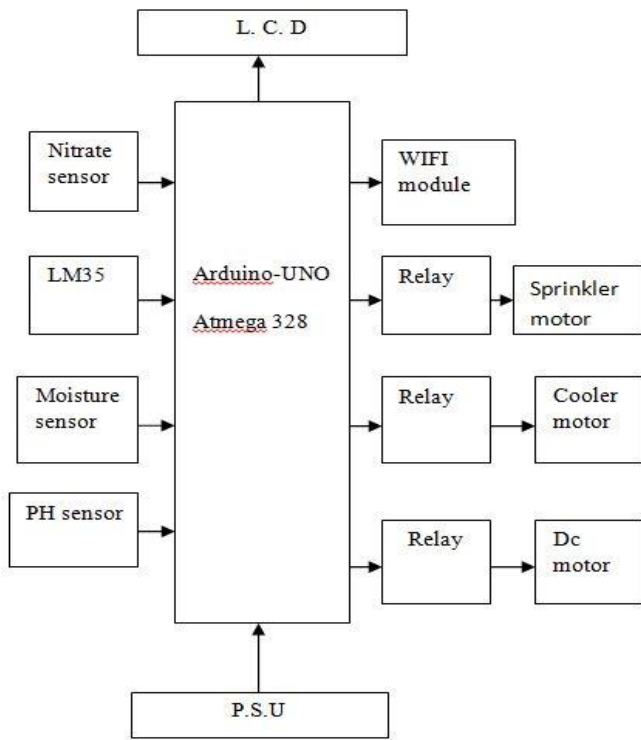 L. C. D
Nitrate
sensor
WIFI
module
LM35
Arduino-UNO
Atmega 328
Relay
Sprinkler
motor
Moisture
sensor
Relay
Cooler
motor
PH sensor
Relay
Dc
motor
P.S.U